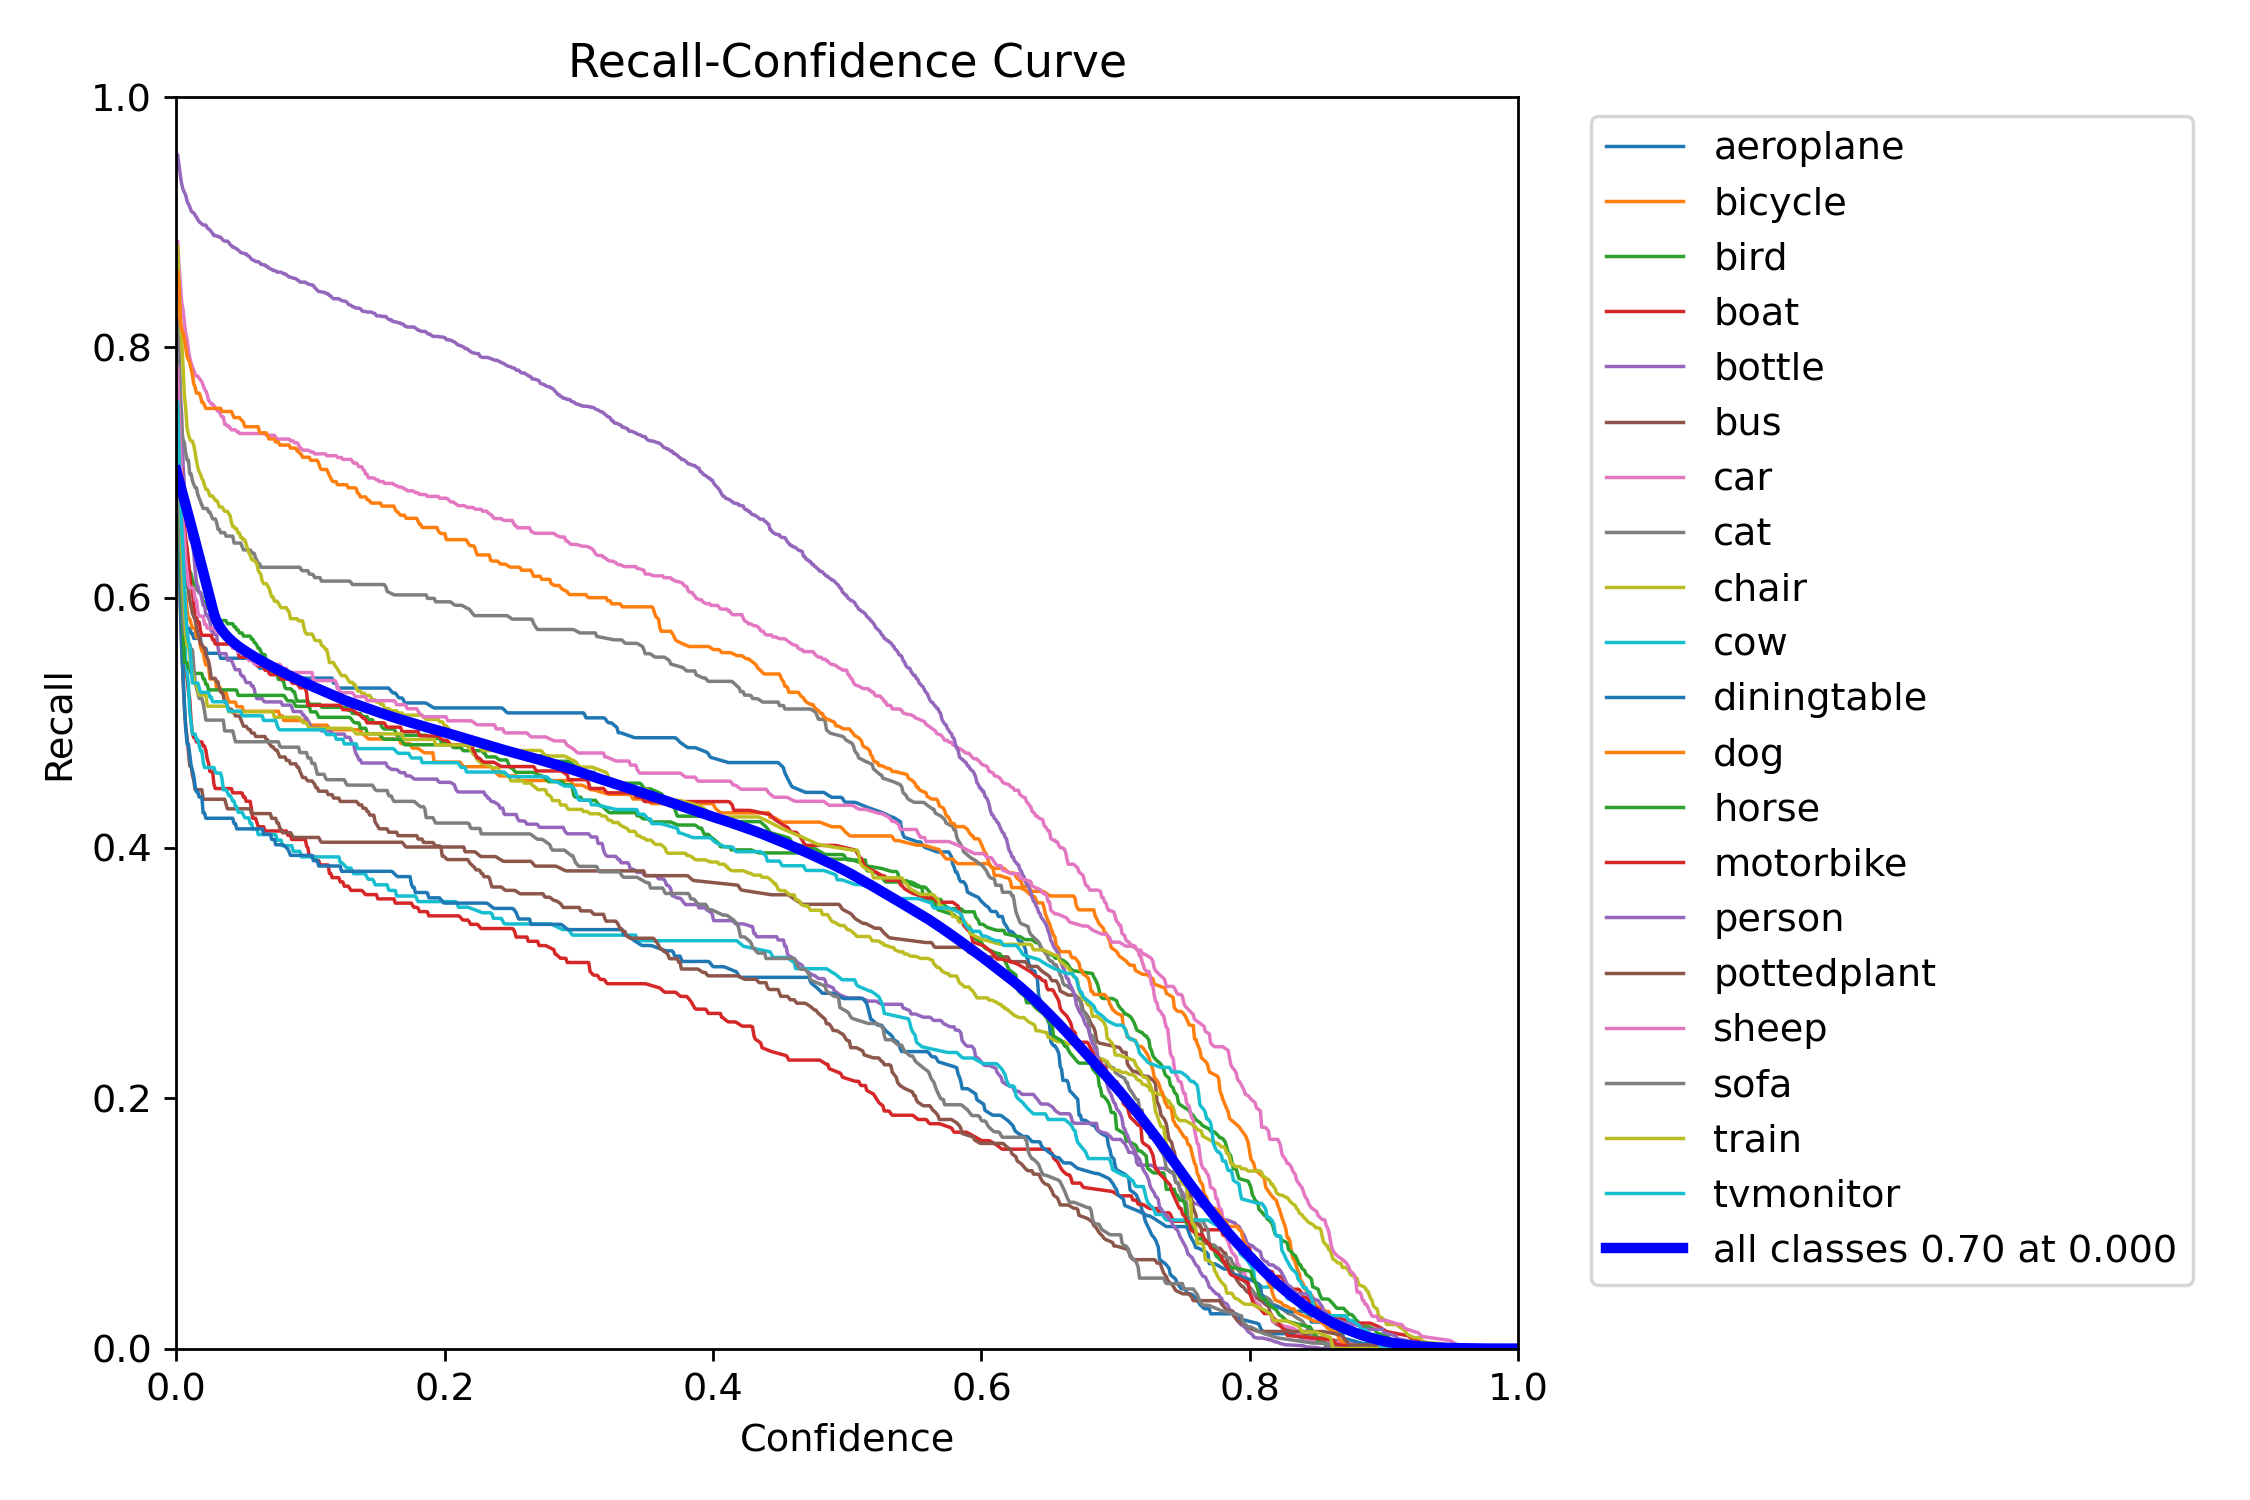 Recall-Confidence Curve
1.0
0.8
0.6
0.4
0.2
0.0
Recall
0.0 0.2 0.4 0.6 0.8 1.0
Confidence
aeroplane
bicycle
bird
boat
bottle
bus
car
cat
chair
cow
diningtable
dog
horse
motorbike
person
pottedplant
sheep
sofa
train
tvmonitor
all classes 0.70 at 0.000